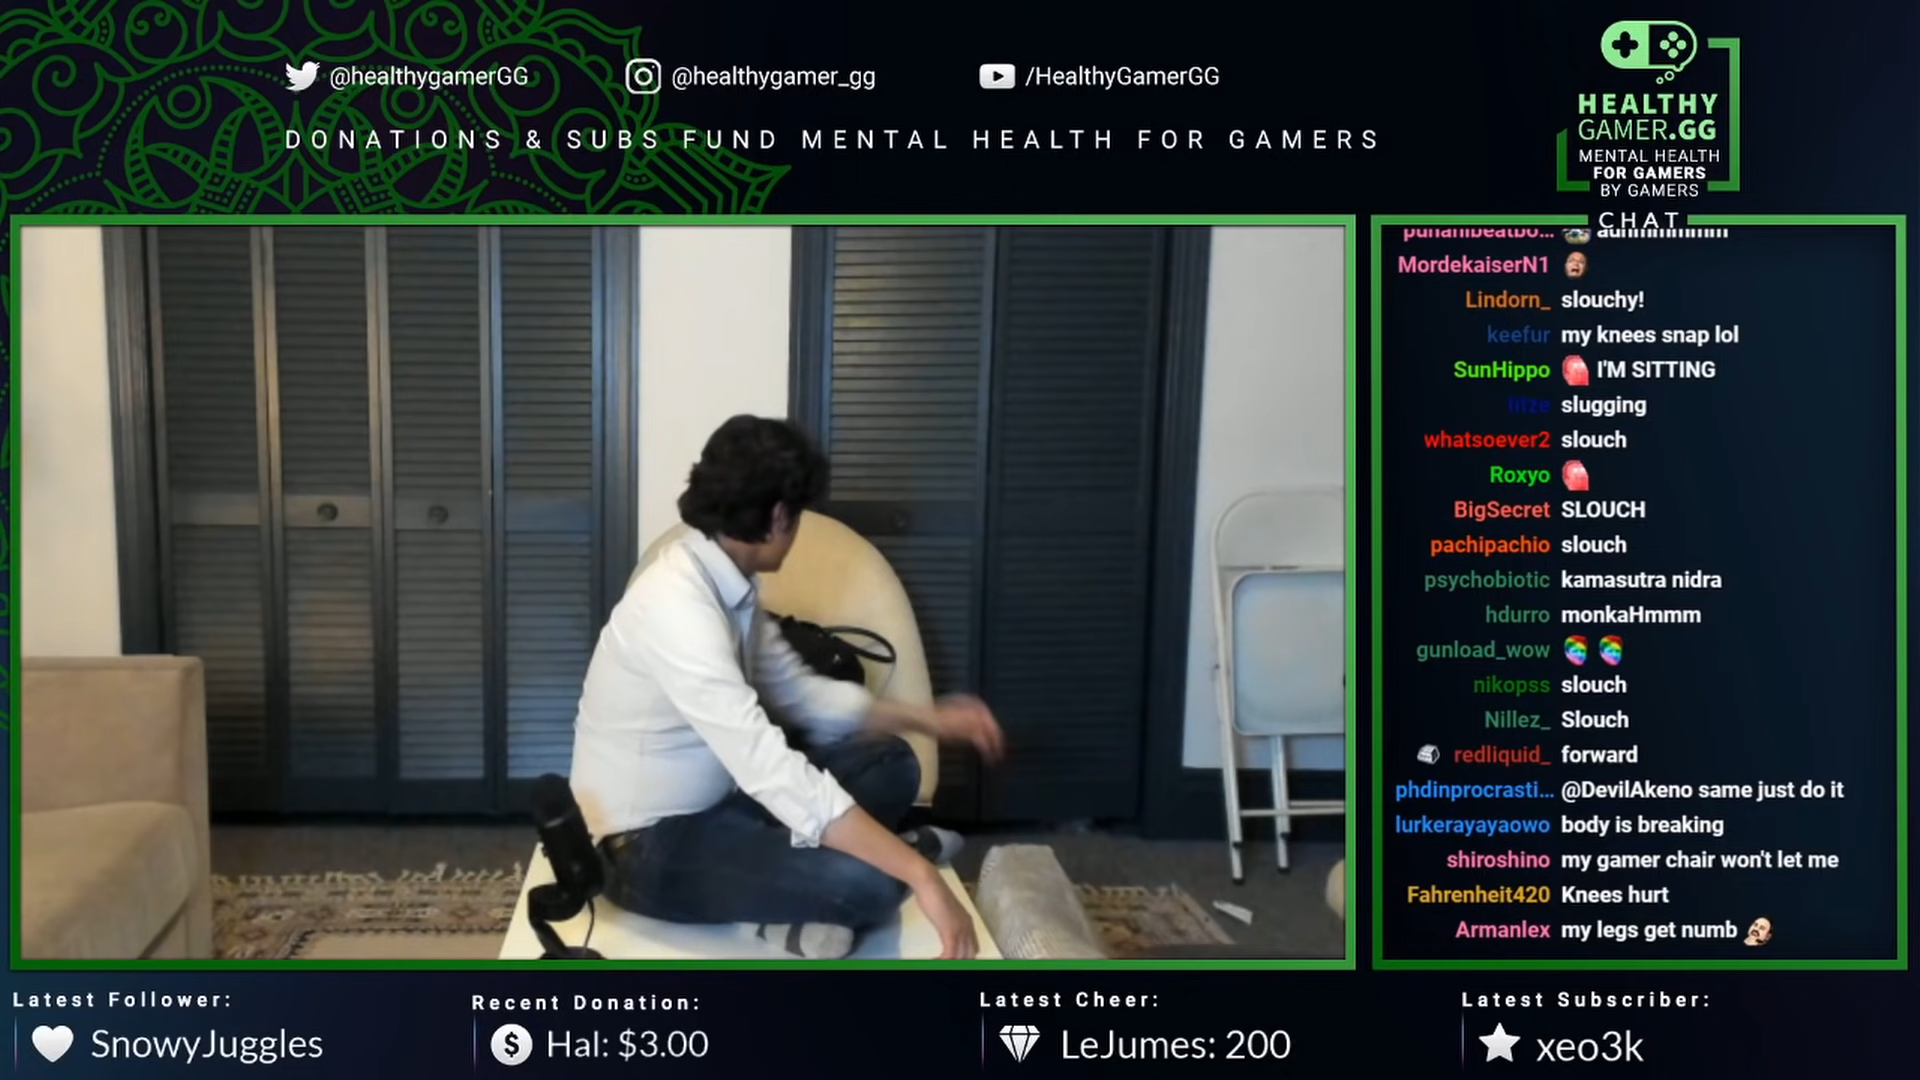 @healthygamerGG
@healthygamer_gg
/HealthyGamerGG
DONATIONS & SUBS FUND MENTAL HEALTH FOR GAMERS
HEALTHY
GAMER.GG
MENTAL HEALTH
FOR GAMERS
BY GAMERS
CHAT
MordekaiserN1
Lindorn_ slouchy!
keefur my knees snap lol
SunHippo I'M SITTING
slugging
whatsoever2 slouch
Roxyo
BigSecret SLOUCH
pachipachio slouch
psychobiotic kamasutra nidra
hdurro monkaHmmm
gunload_wow
nikopss slouch
Nillez_ Slouch
redliquid_ forward
phdinprocrasti... @DevilAkeno same just do it
lurkerayayaowo body is breaking
shiroshino my gamer chair won't let me
Fahrenheit420 Knees hurt
Armanlex my legs get numb
Latest Follower:
SnowyJuggles
Recent Donation:
Hal: $3.00
Latest Cheer:
LeJumes: 200
Latest Subscriber:
xeo3k